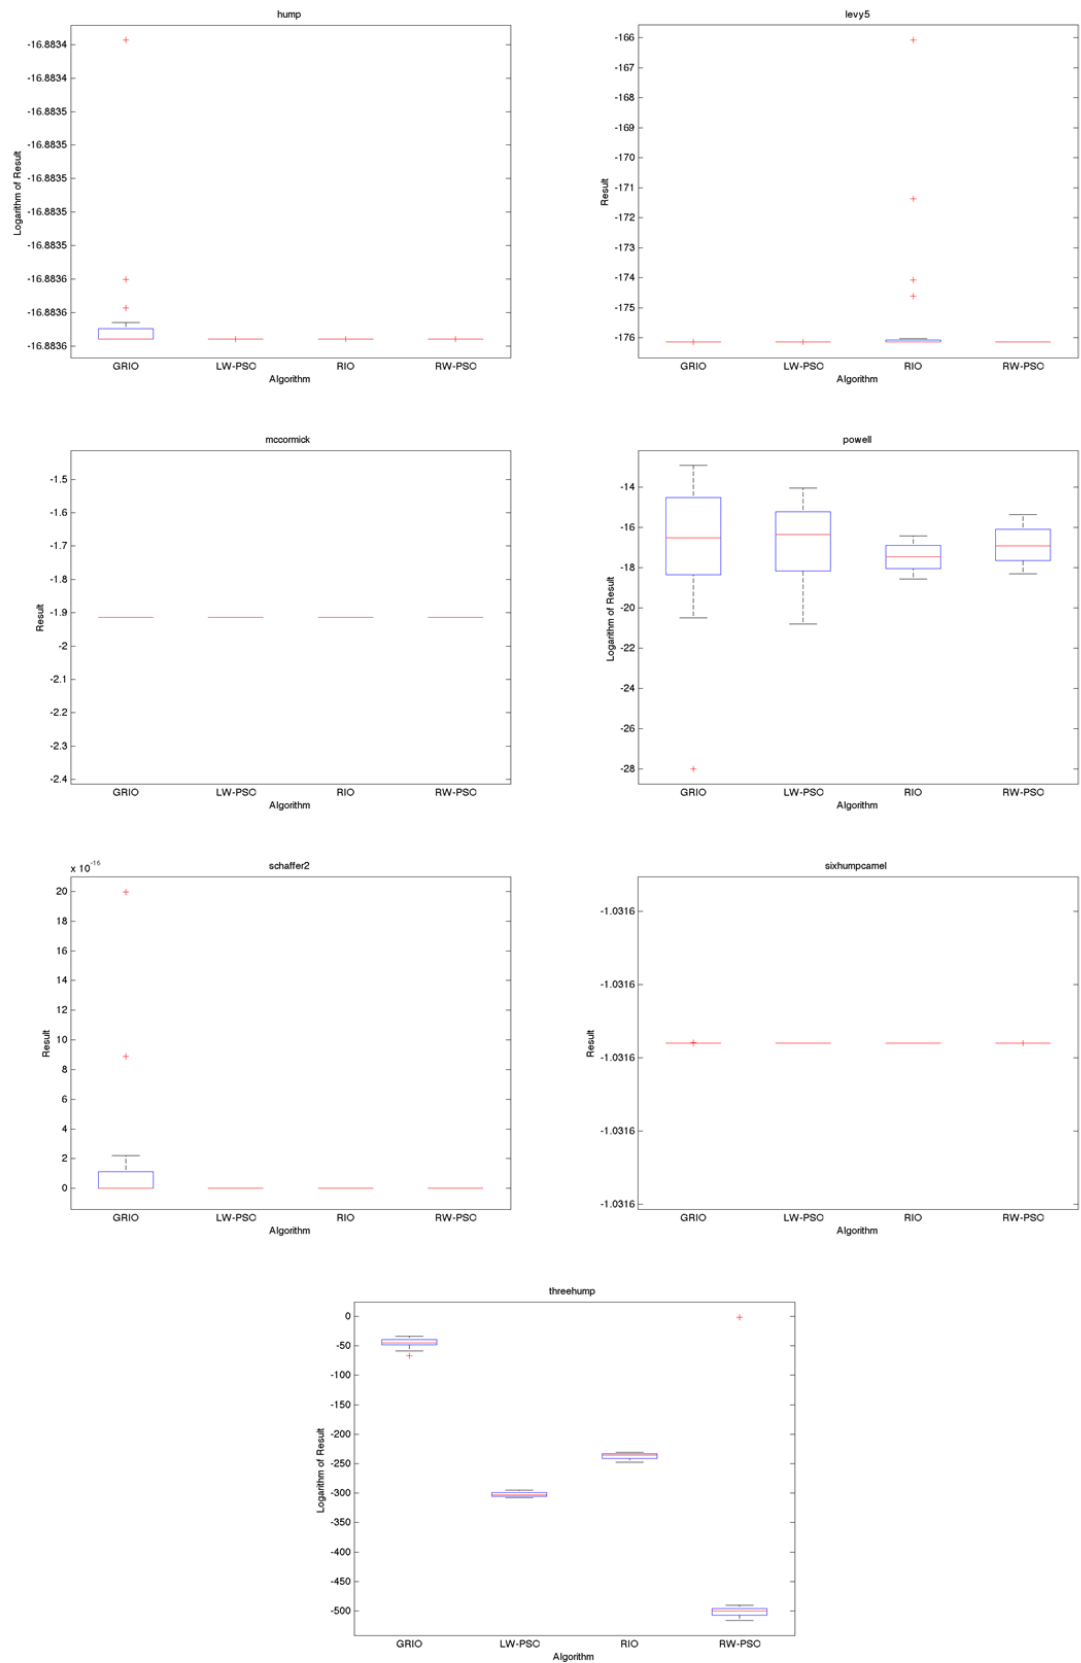 hump
-16.8834
-16.8834
-16.8835
-16.8835
-16.8835
-16.8835
-16.8835
-16.8836
-16.8836
-16.8836
Logarithm of Result
GRIO LW-PSO RIO RW-PSO
Algorithm
levy5
-166
-167
-168
-169
-170
-171
-172
-173
-174
-175
-176
Result
GRIO LW-PSO RIO RW-PSO
Algorithm
mccormick
-1.5
-1.6
-1.7
-1.8
-1.9
-2
-2.1
-2.2
-2.3
-2.4
Result
GRIO LW-PSO RIO RW-PSO
Algorithm
powell
-14
-16
-18
-20
-22
-24
-26
-28
Logarithm of Result
GRIO LW-PSO RIO RW-PSO
Algorithm
schaffer2
x 10⁻¹⁶
20
18
16
14
12
10
8
6
4
2
0
Result
GRIO LW-PSO RIO RW-PSO
Algorithm
sixhumpcamel
-1.0316
-1.0316
-1.0316
-1.0316
-1.0316
Result
GRIO LW-PSO RIO RW-PSO
Algorithm
threehump
0
-50
-100
-150
-200
-250
-300
-350
-400
-450
-500
Logarithm of Result
GRIO LW-PSO RIO RW-PSO
Algorithm